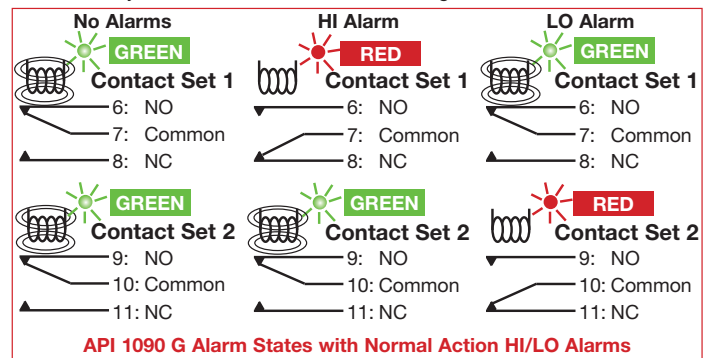 No Alarms HI Alarm LO Alarm
GREEN RED GREEN
Contact Set 1 Contact Set 1 Contact Set 1
6: NO 6: NO 6: NO
7: Common 7: Common 7: Common
8: NC 8: NC 8: NC
GREEN GREEN RED
Contact Set 2 Contact Set 2 Contact Set 2
9: NO 9: NO 9: NO
10: Common 10: Common 10: Common
11: NC 11: NC 11: NC
API 1090 G Alarm States with Normal Action HI/LO Alarms